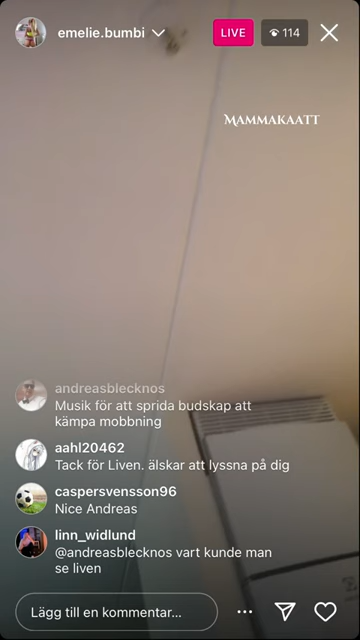 emelie.bumbi
LIVE
114
MAMMAKAATT
andreasblecknos
Musik för att sprida budskap att
kämpa mobbning
aahl20462
Tack för Liven. älskar att lyssna på dig
caspersvensson96
Nice Andreas
linn_widlund
@andreasblecknos vart kunde man
se liven
Lägg till en kommentar...